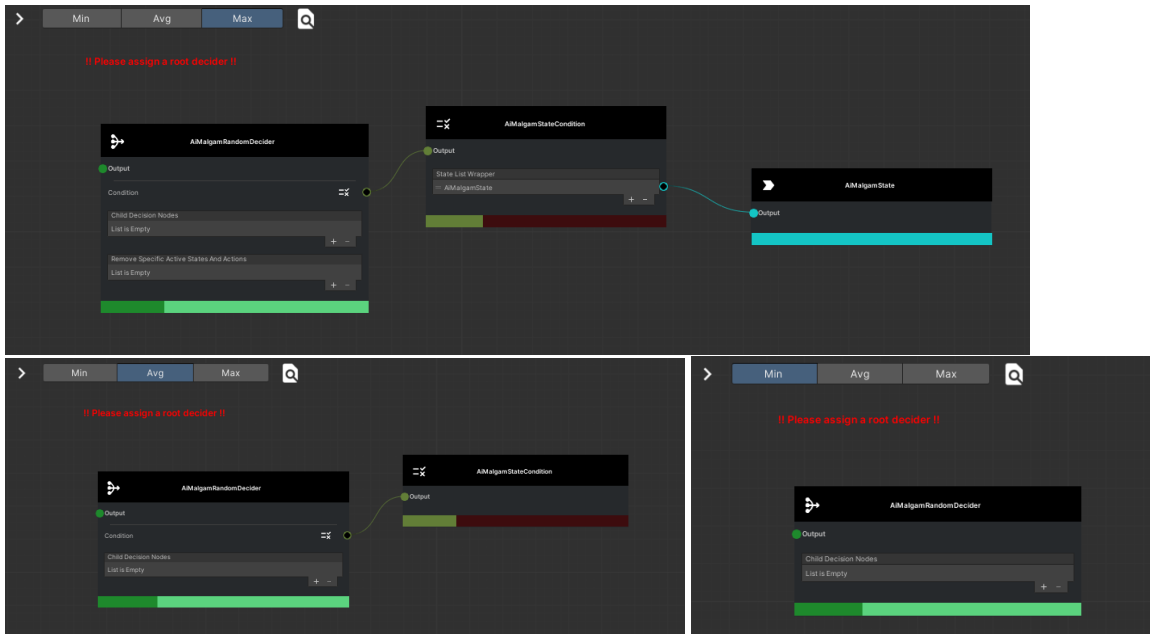 Min Avg Max
!! Please assign a root decider !!
AiMalgamRandomDecider
Output
Condition
Child Decision Nodes
List is Empty
+ -
Remove Specific Active States And Actions
List is Empty
+ -
AiMalgamStateCondition
Output
State List Wrapper
= AiMalgamState
+ -
AiMalgamState
Output
Min Avg Max
!! Please assign a root decider !!
AiMalgamRandomDecider
Output
Condition
Child Decision Nodes
List is Empty
+ -
AiMalgamStateCondition
Output
Min Avg Max
!! Please assign a root decider !!
AiMalgamRandomDecider
Output
Child Decision Nodes
List is Empty
+ -